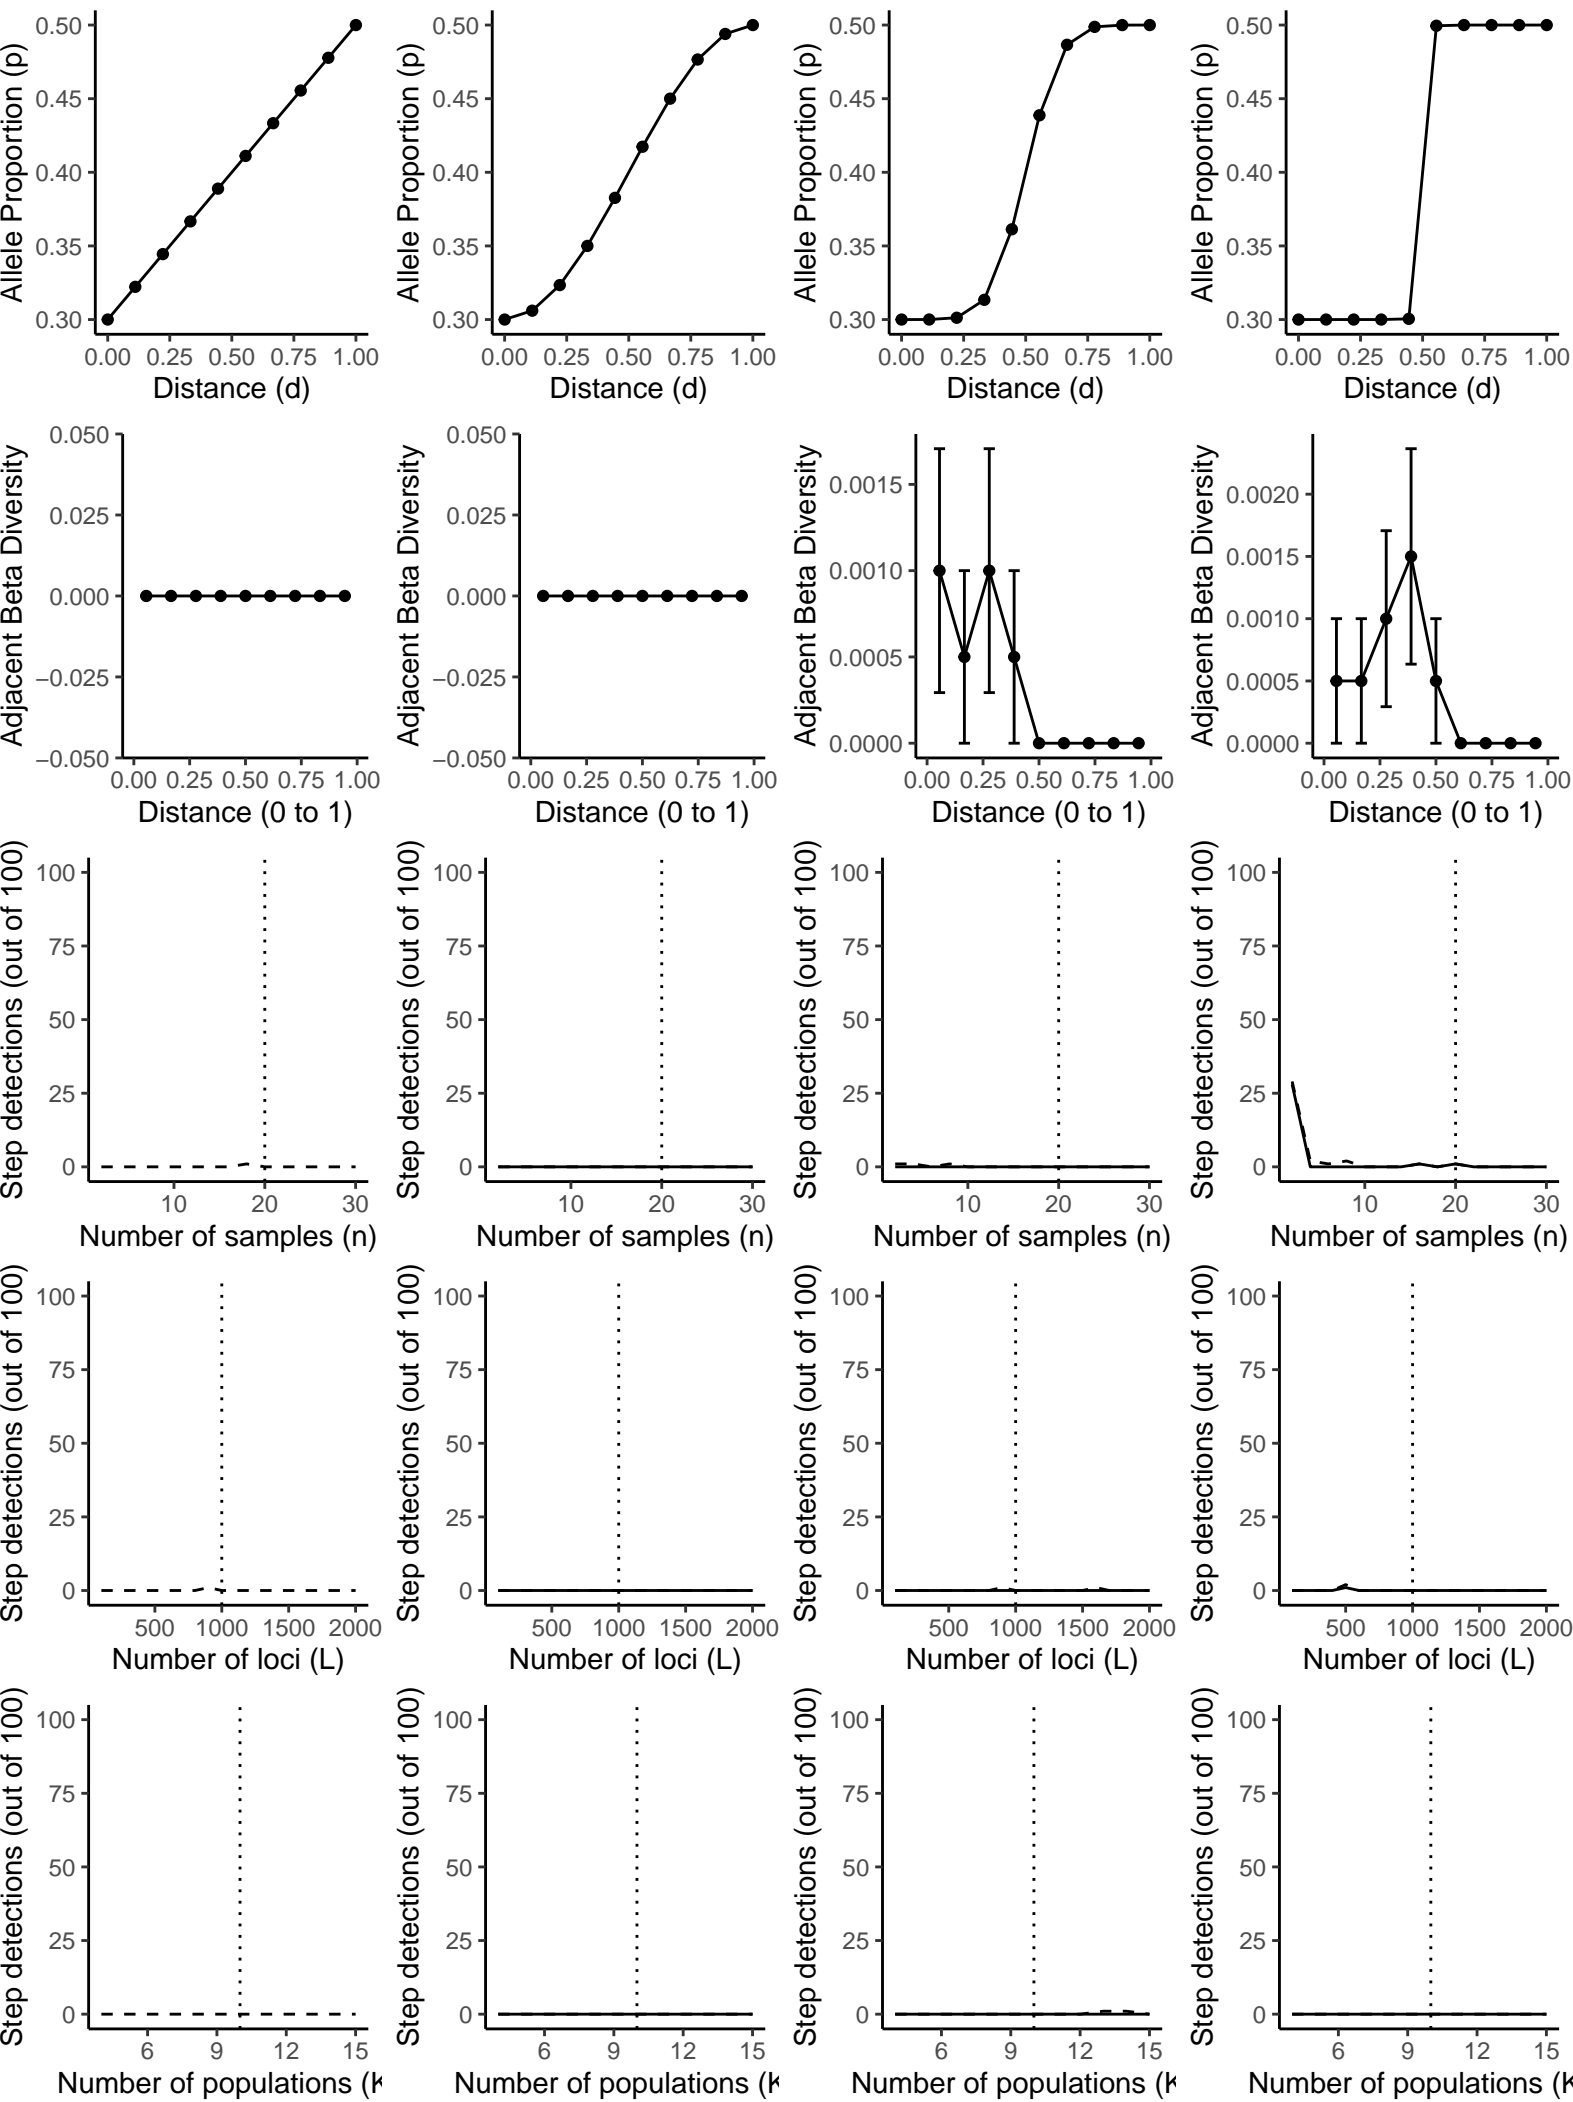 Allele Proportion (p)
0.50
0.45
0.40
0.35
0.30
0.00 0.25 0.50 0.75 1.00
Distance (d)
Allele Proportion (p)
0.50
0.45
0.40
0.35
0.30
0.00 0.25 0.50 0.75 1.00
Distance (d)
Allele Proportion (p)
0.50
0.45
0.40
0.35
0.30
0.00 0.25 0.50 0.75 1.00
Distance (d)
Allele Proportion (p)
0.50
0.45
0.40
0.35
0.30
0.00 0.25 0.50 0.75 1.00
Distance (d)
Adjacent Beta Diversity
0.050
0.025
0.000
−0.025
−0.050
0.00 0.25 0.50 0.75 1.00
Distance (0 to 1)
Adjacent Beta Diversity
0.050
0.025
0.000
−0.025
−0.050
0.00 0.25 0.50 0.75 1.00
Distance (0 to 1)
Adjacent Beta Diversity
0.0015
0.0010
0.0005
0.0000
0.00 0.25 0.50 0.75 1.00
Distance (0 to 1)
Adjacent Beta Diversity
0.0020
0.0015
0.0010
0.0005
0.0000
0.00 0.25 0.50 0.75 1.00
Distance (0 to 1)
Step detections (out of 100)
100
75
50
25
0
10 20 30
Number of samples (n)
Step detections (out of 100)
100
75
50
25
0
10 20 30
Number of samples (n)
Step detections (out of 100)
100
75
50
25
0
10 20 30
Number of samples (n)
Step detections (out of 100)
100
75
50
25
0
10 20 30
Number of samples (n)
Step detections (out of 100)
100
75
50
25
0
500 1000 1500 2000
Number of loci (L)
Step detections (out of 100)
100
75
50
25
0
500 1000 1500 2000
Number of loci (L)
Step detections (out of 100)
100
75
50
25
0
500 1000 1500 2000
Number of loci (L)
Step detections (out of 100)
100
75
50
25
0
500 1000 1500 2000
Number of loci (L)
Step detections (out of 100)
100
75
50
25
0
6 9 12 15
Number of populations (K
Step detections (out of 100)
100
75
50
25
0
6 9 12 15
Number of populations (K
Step detections (out of 100)
100
75
50
25
0
6 9 12 15
Number of populations (K
Step detections (out of 100)
100
75
50
25
0
6 9 12 15
Number of populations (K